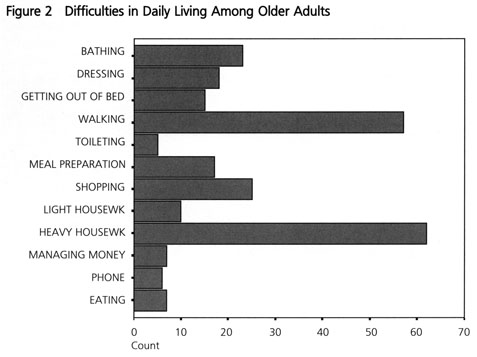 Figure 2 Difficulties in Daily Living Among Older Adults
BATHING
DRESSING
GETTING OUT OF BED
WALKING
TOILETING
MEAL PREPARATION
SHOPPING
LIGHT HOUSEWK
HEAVY HOUSEWK
MANAGING MONEY
PHONE
EATING
0 10 20 30 40 50 60 70
Count